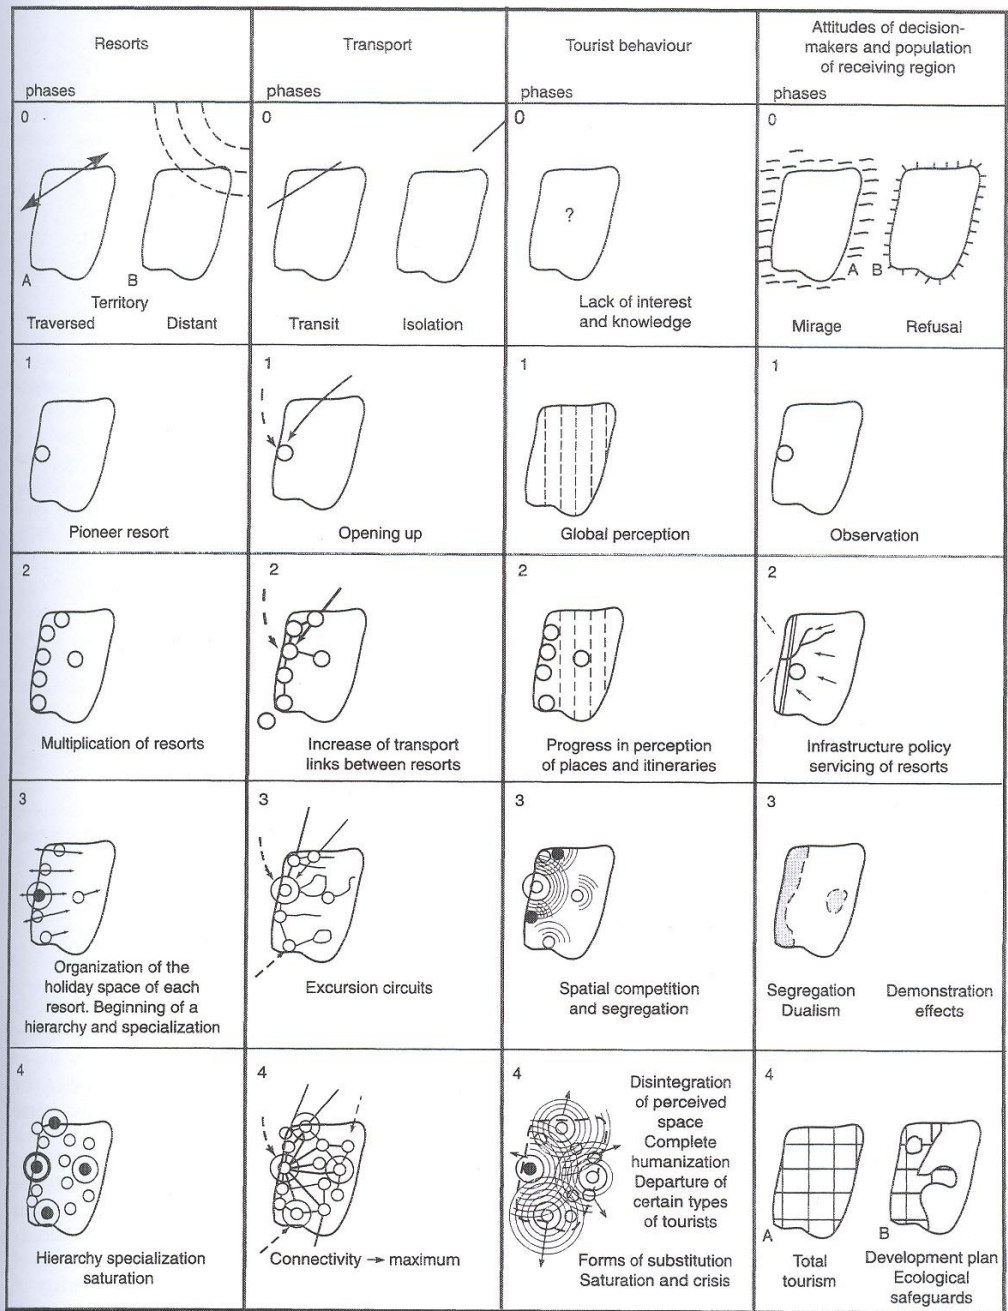 Resorts
phases
Transport
phases
Tourist behaviour
phases
Attitudes of decision-
makers and population
of receiving region
phases
0
A
B
Territory
Traversed
Distant
0
Transit
Isolation
0
?
Lack of interest
and knowledge
0
A
B
Mirage
Refusal
1
Pioneer resort
1
Opening up
1
Global perception
1
Observation
2
Multiplication of resorts
2
Increase of transport
links between resorts
2
Progress in perception
of places and itineraries
2
Infrastructure policy
servicing of resorts
3
Organization of the
holiday space of each
resort. Beginning of a
hierarchy and specialization
3
Excursion circuits
3
Spatial competition
and segregation
3
Segregation
Dualism
Demonstration
effects
4
Hierarchy specialization
saturation
4
Connectivity → maximum
4
Disintegration
of perceived
space
Complete
humanization
Departure of
certain types
of tourists
Forms of substitution
Saturation and crisis
4
A
Total
tourism
B
Development plan
Ecological
safeguards